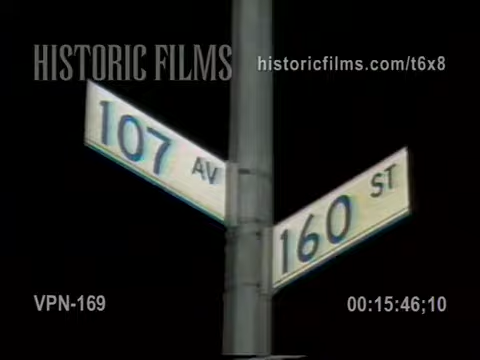 HISTORIC FILMS
historicfilms.com/t6x8
107 AV
160 ST
VPN-169
00:15:46;10